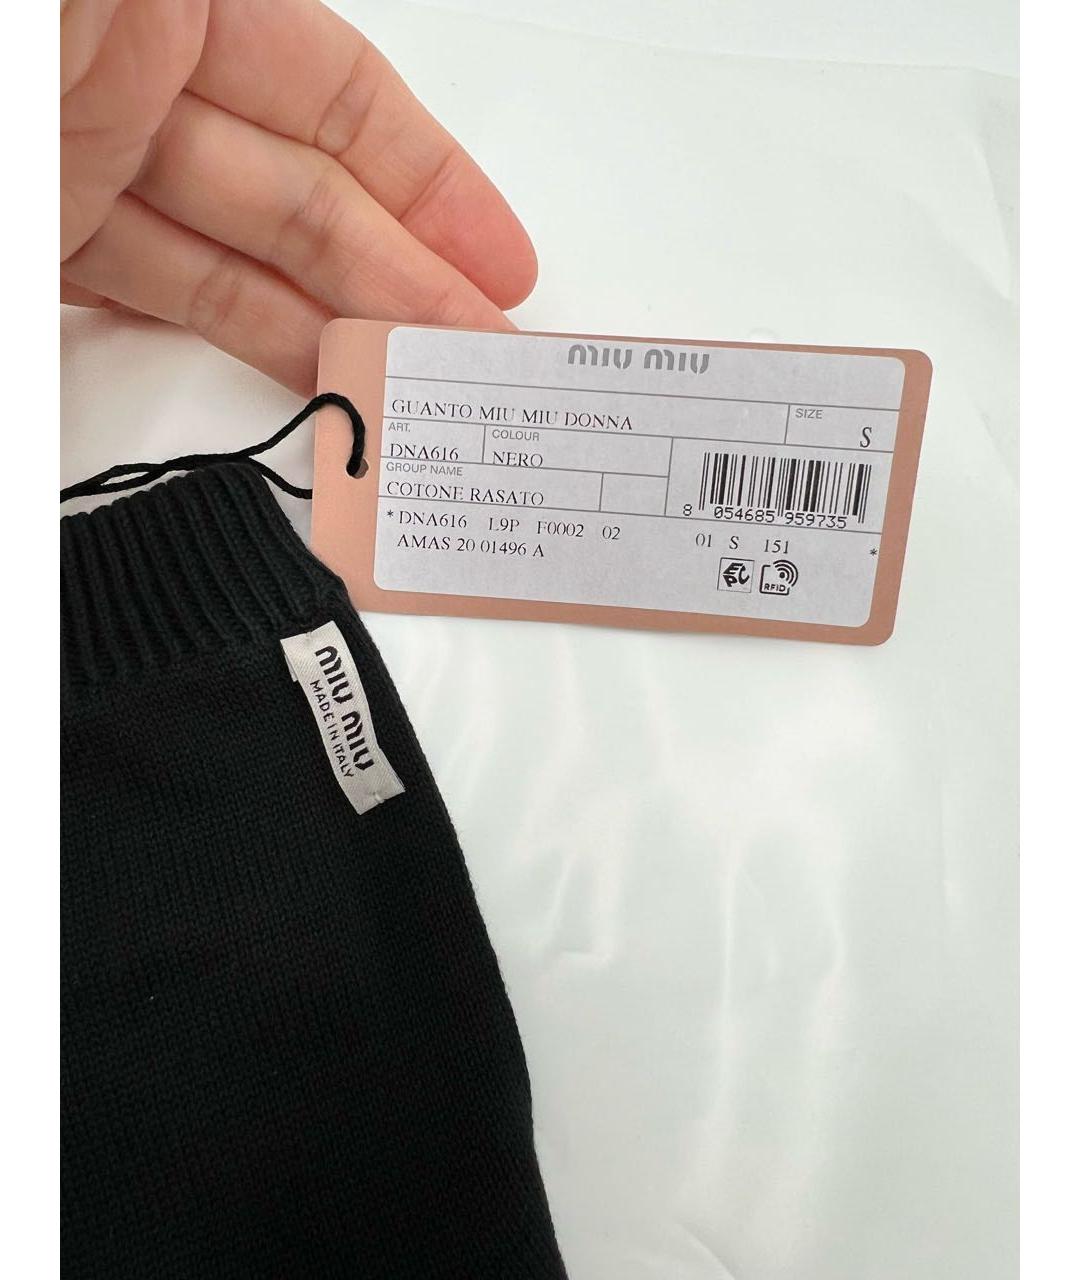 MIU MIU
GUANTO MIU MIU DONNA
SIZE
S
ART.
DNA616
COLOUR
NERO
GROUP NAME
COTONE RASATO
8 054685 959735
* DNA616 L9P F0002 02 01 S 151 *
AMAS 20 01496 A
EPC
RFID
MIU MIU
MADE IN ITALY